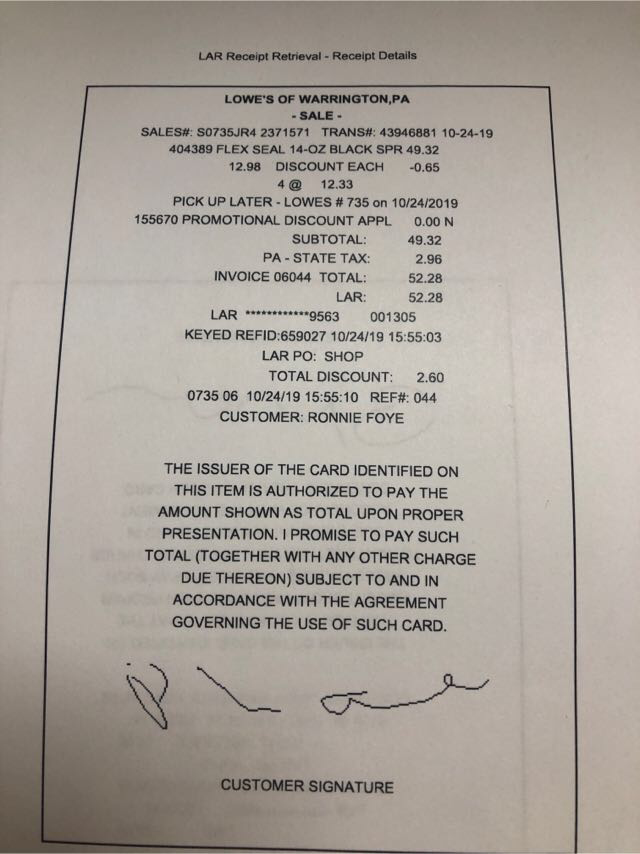 LAR Receipt Retrieval - Receipt Details
LOWE'S OF WARRINGTON,PA
- SALE -
SALES#: S0735JR4 2371571 TRANS#: 43946881 10-24-19
404389 FLEX SEAL 14-OZ BLACK SPR 49.32
12.98 DISCOUNT EACH -0.65
4 @ 12.33
PICK UP LATER - LOWES # 735 on 10/24/2019
155670 PROMOTIONAL DISCOUNT APPL 0.00 N
SUBTOTAL: 49.32
PA - STATE TAX: 2.96
INVOICE 06044 TOTAL: 52.28
LAR: 52.28
LAR ************9563 001305
KEYED REFID:659027 10/24/19 15:55:03
LAR PO: SHOP
TOTAL DISCOUNT: 2.60
0735 06 10/24/19 15:55:10 REF#: 044
CUSTOMER: RONNIE FOYE
THE ISSUER OF THE CARD IDENTIFIED ON
THIS ITEM IS AUTHORIZED TO PAY THE
AMOUNT SHOWN AS TOTAL UPON PROPER
PRESENTATION. I PROMISE TO PAY SUCH
TOTAL (TOGETHER WITH ANY OTHER CHARGE
DUE THEREON) SUBJECT TO AND IN
ACCORDANCE WITH THE AGREEMENT
GOVERNING THE USE OF SUCH CARD.
CUSTOMER SIGNATURE